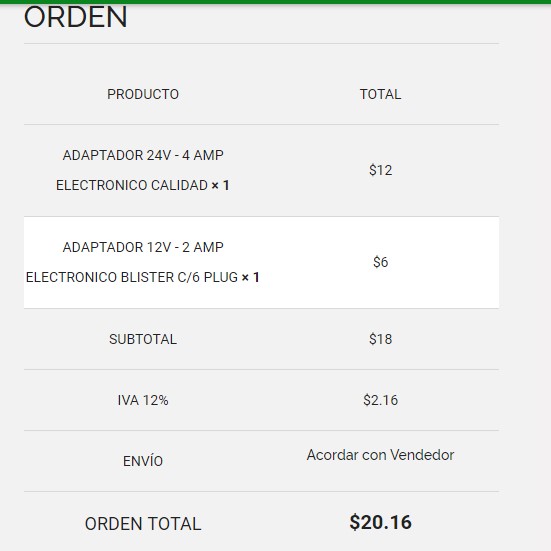 ORDEN
PRODUCTO TOTAL
ADAPTADOR 24V - 4 AMP
ELECTRONICO CALIDAD × 1
$12
ADAPTADOR 12V - 2 AMP
ELECTRONICO BLISTER C/6 PLUG × 1
$6
SUBTOTAL $18
IVA 12% $2.16
ENVÍO Acordar con Vendedor
ORDEN TOTAL $20.16